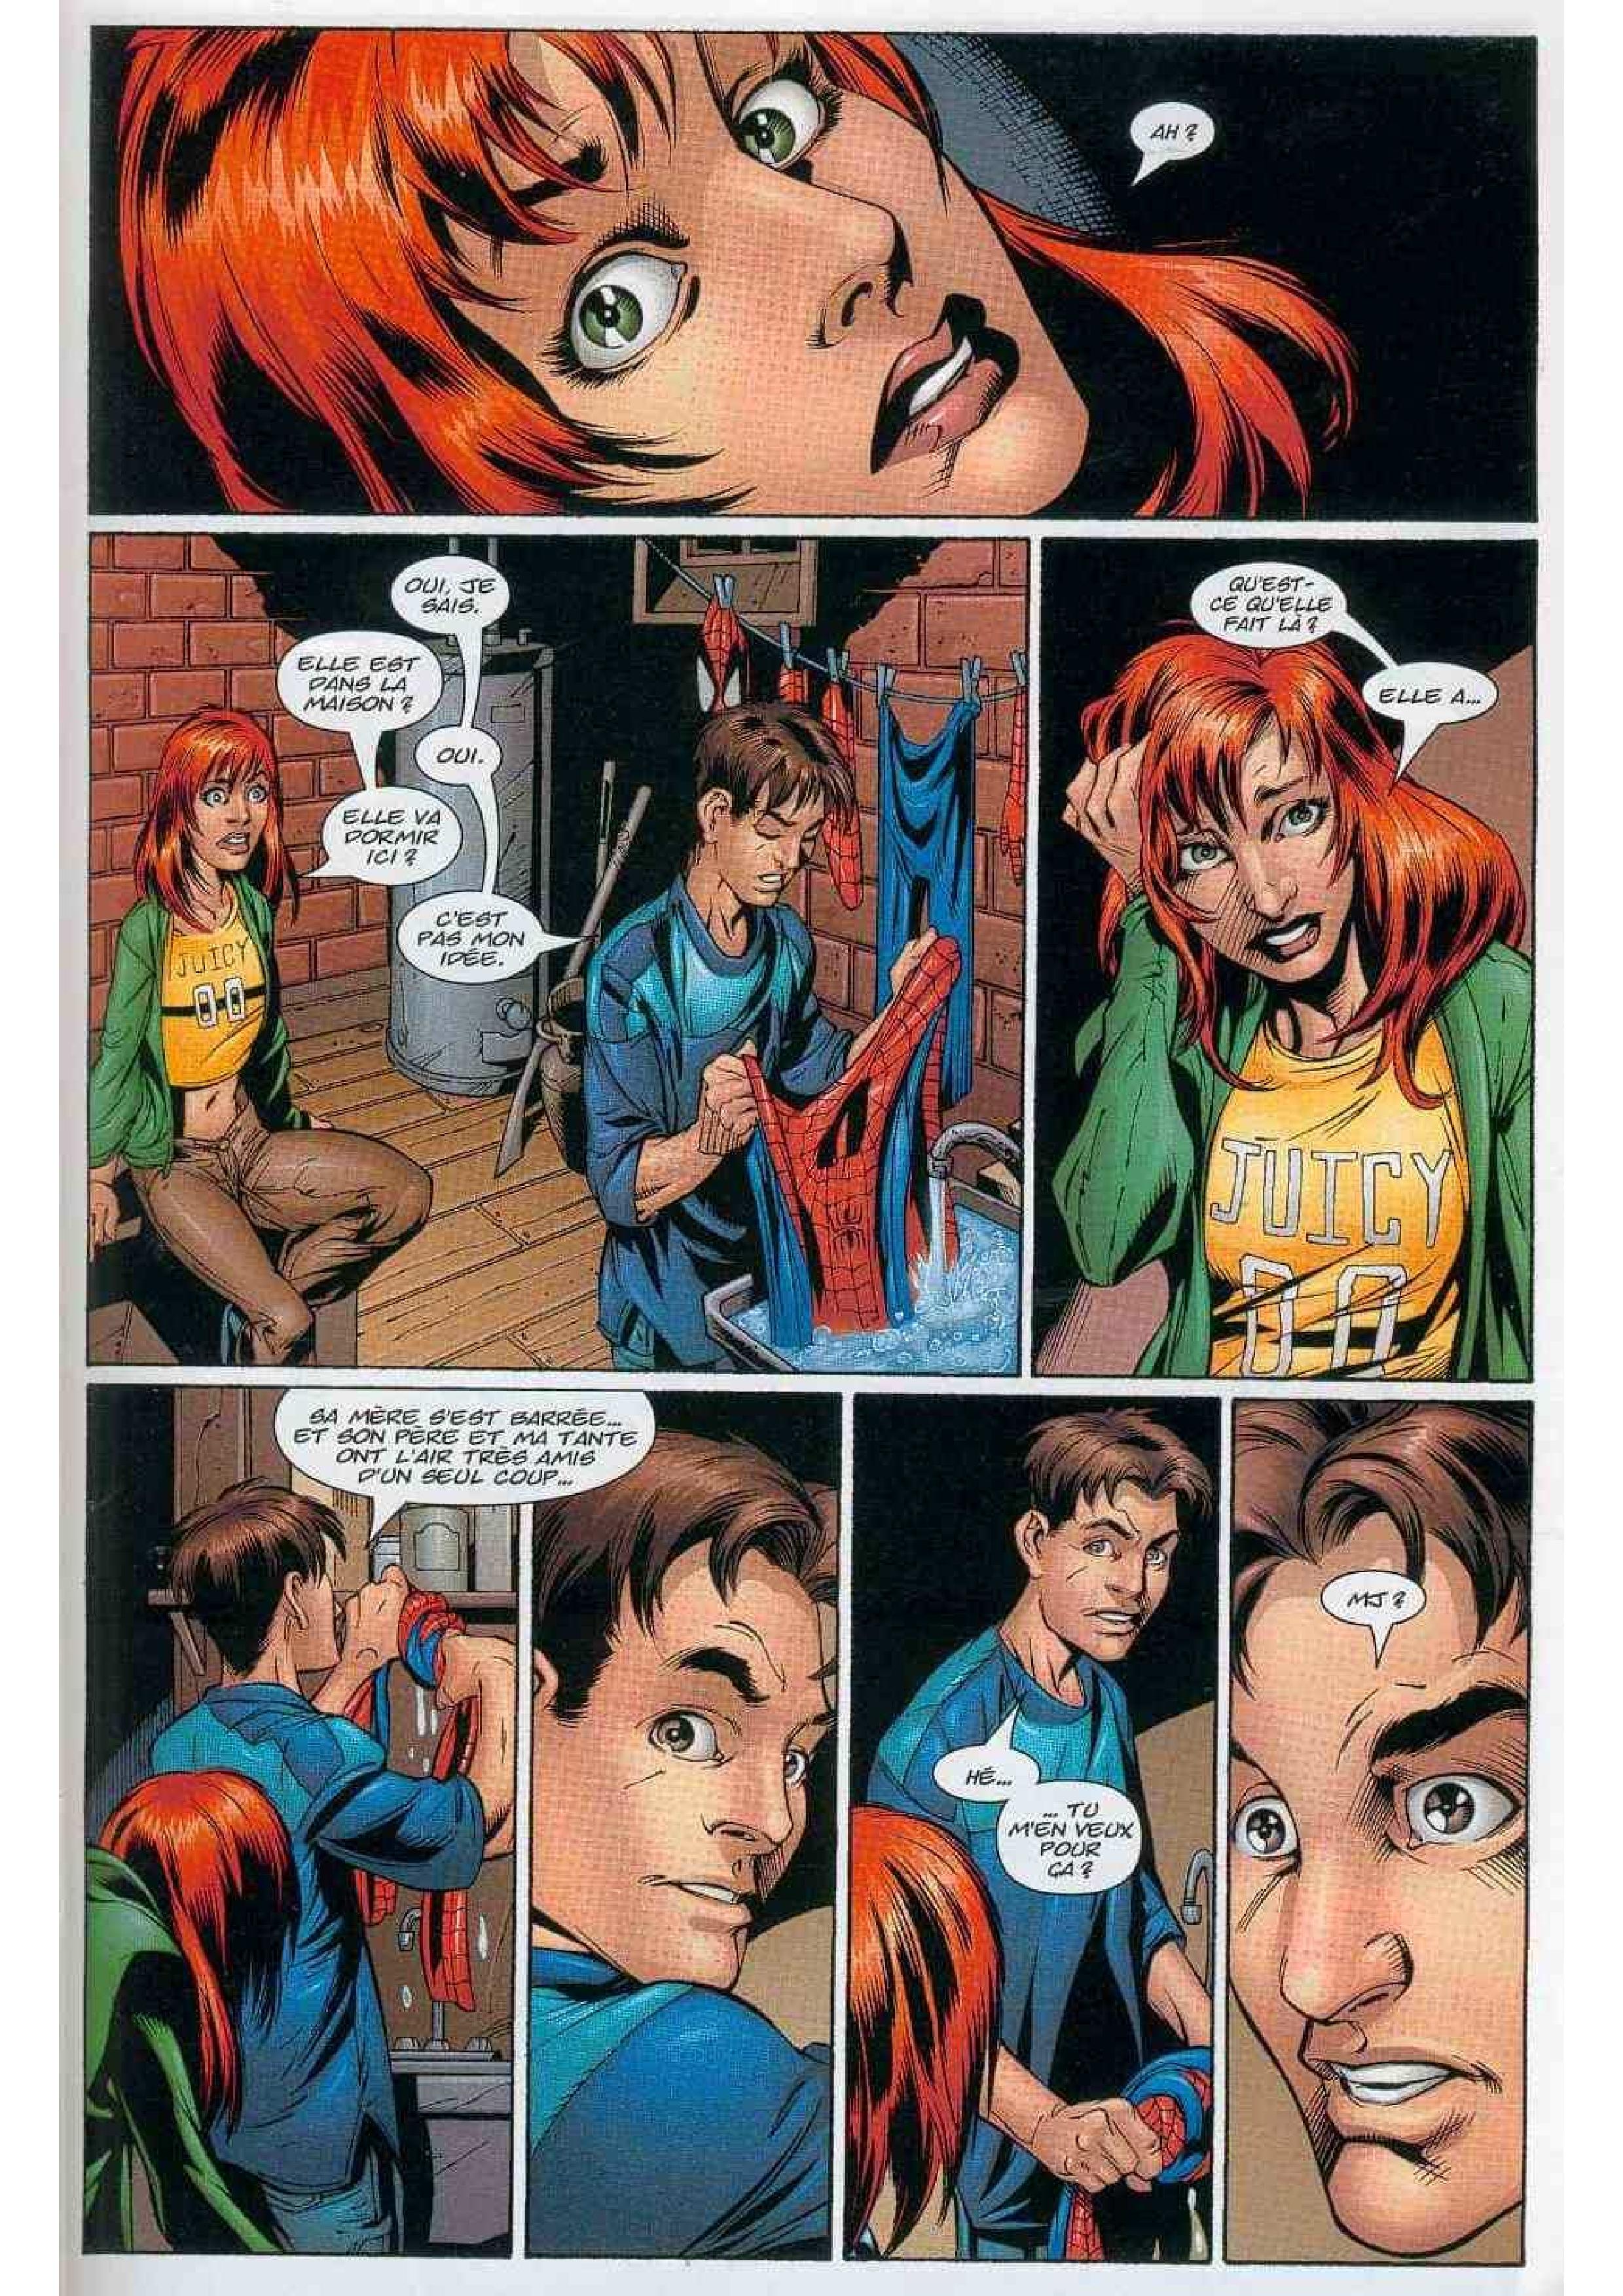 AH ?
OUI, JE
SAIS.
ELLE EST
DANS LA
MAISON ?
OUI.
ELLE VA
DORMIR
ICI ?
C'EST
PAS MON
IDÉE.
JUICY
00
QU'EST-
CE QU'ELLE
FAIT LÀ ?
ELLE A...
JUICY
00
SA MÈRE S'EST BARRÉE...
ET SON PÈRE ET MA TANTE
ONT L'AIR TRÈS AMIS
D'UN SEUL COUP...
HÉ...
... TU
M'EN VEUX
POUR
ÇA ?
MJ ?